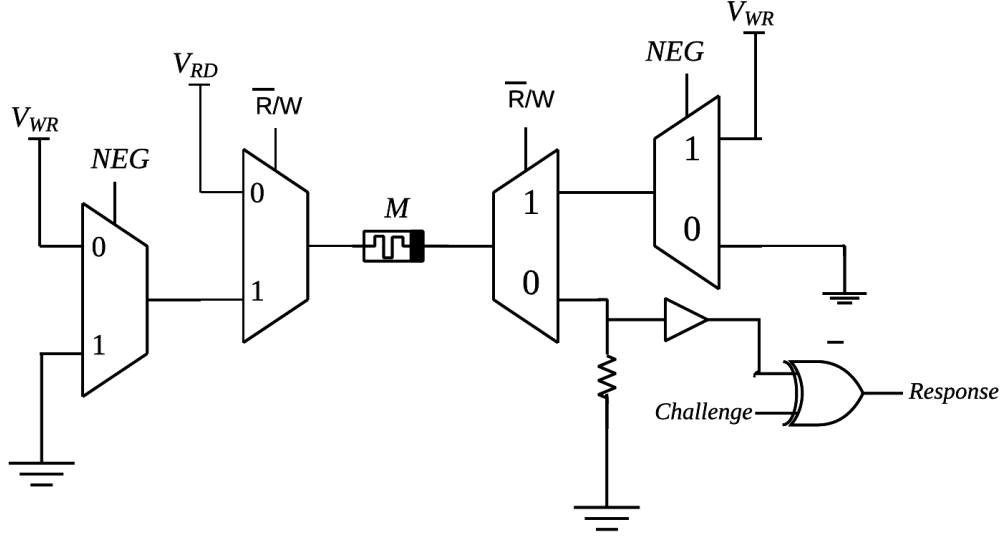 V_WR
NEG
0
1
V_RD
R̅/W
0
1
M
R̅/W
1
0
NEG
V_WR
1
0
Challenge
Response